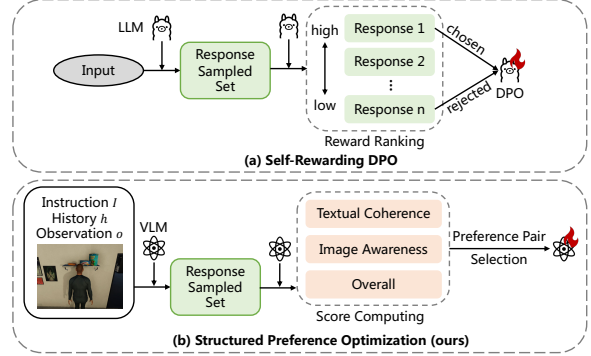 LLM
Input
Response
Sampled
Set
high
low
Response 1
Response 2
⋮
Response n
Reward Ranking
chosen
rejected
DPO
(a) Self-Rewarding DPO
Instruction I
History h
Observation o
VLM
Response
Sampled
Set
Textual Coherence
Image Awareness
Overall
Score Computing
Preference Pair
Selection
(b) Structured Preference Optimization (ours)